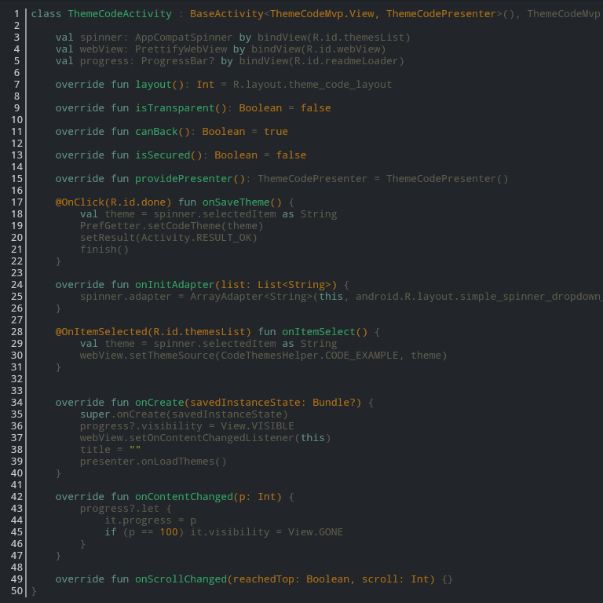 1 class ThemeCodeActivity : BaseActivity<ThemeCodeMvp.View, ThemeCodePresenter>(), ThemeCodeMvp
2
3 val spinner: AppCompatSpinner by bindView(R.id.themesList)
4 val webView: PrettifyWebView by bindView(R.id.webView)
5 val progress: ProgressBar? by bindView(R.id.readmeLoader)
6
7 override fun layout(): Int = R.layout.theme_code_layout
8
9 override fun isTransparent(): Boolean = false
10
11 override fun canBack(): Boolean = true
12
13 override fun isSecured(): Boolean = false
14
15 override fun providePresenter(): ThemeCodePresenter = ThemeCodePresenter()
16
17 @OnClick(R.id.done) fun onSaveTheme() {
18 val theme = spinner.selectedItem as String
19 PrefGetter.setCodeTheme(theme)
20 setResult(Activity.RESULT_OK)
21 finish()
22 }
23
24 override fun onInitAdapter(list: List<String>) {
25 spinner.adapter = ArrayAdapter<String>(this, android.R.layout.simple_spinner_dropdown_
26 }
27
28 @OnItemSelected(R.id.themesList) fun onItemSelect() {
29 val theme = spinner.selectedItem as String
30 webView.setThemeSource(CodeThemesHelper.CODE_EXAMPLE, theme)
31 }
32
33
34 override fun onCreate(savedInstanceState: Bundle?) {
35 super.onCreate(savedInstanceState)
36 progress?.visibility = View.VISIBLE
37 webView.setOnContentChangedListener(this)
38 title = ""
39 presenter.onLoadThemes()
40 }
41
42 override fun onContentChanged(p: Int) {
43 progress?.let {
44 it.progress = p
45 if (p == 100) it.visibility = View.GONE
46 }
47 }
48
49 override fun onScrollChanged(reachedTop: Boolean, scroll: Int) {}
50 }